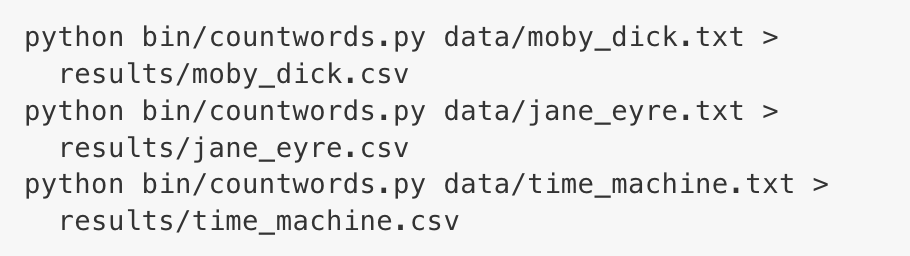 python bin/countwords.py data/moby_dick.txt >
  results/moby_dick.csv
python bin/countwords.py data/jane_eyre.txt >
  results/jane_eyre.csv
python bin/countwords.py data/time_machine.txt >
  results/time_machine.csv